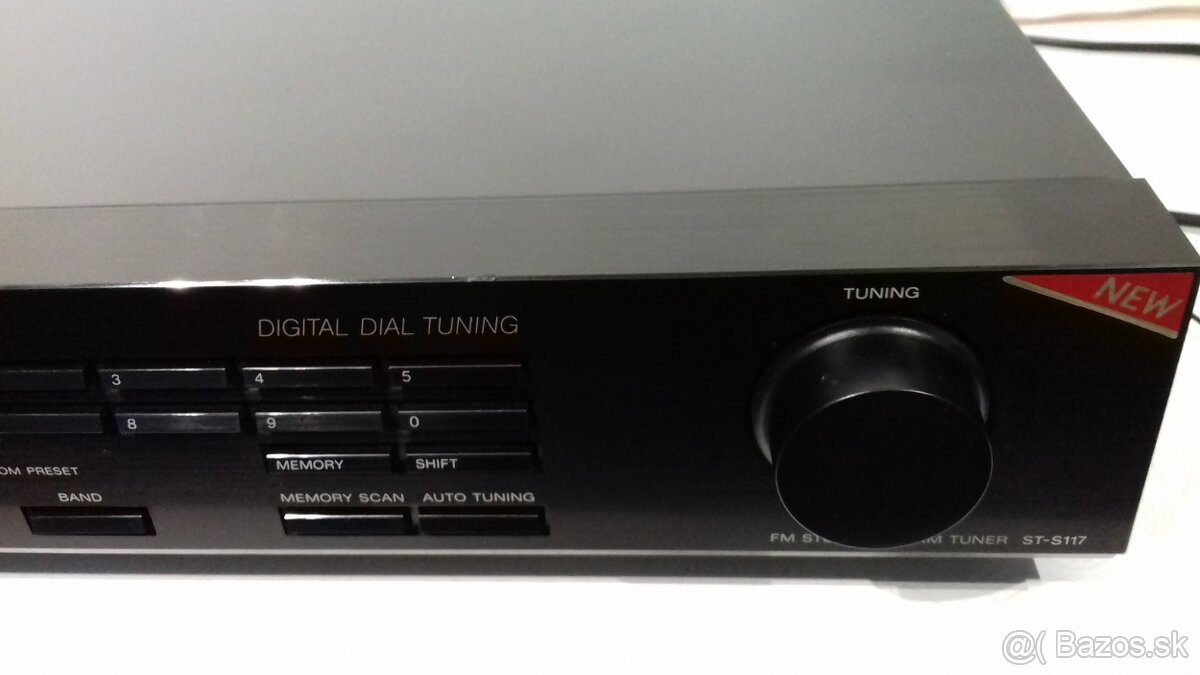 TUNING
NEW
DIGITAL DIAL TUNING
3 4 5
8 9 0
MEMORY SHIFT
OM PRESET
BAND MEMORY SCAN AUTO TUNING
FM TUNER ST-S117
@( Bazos.sk